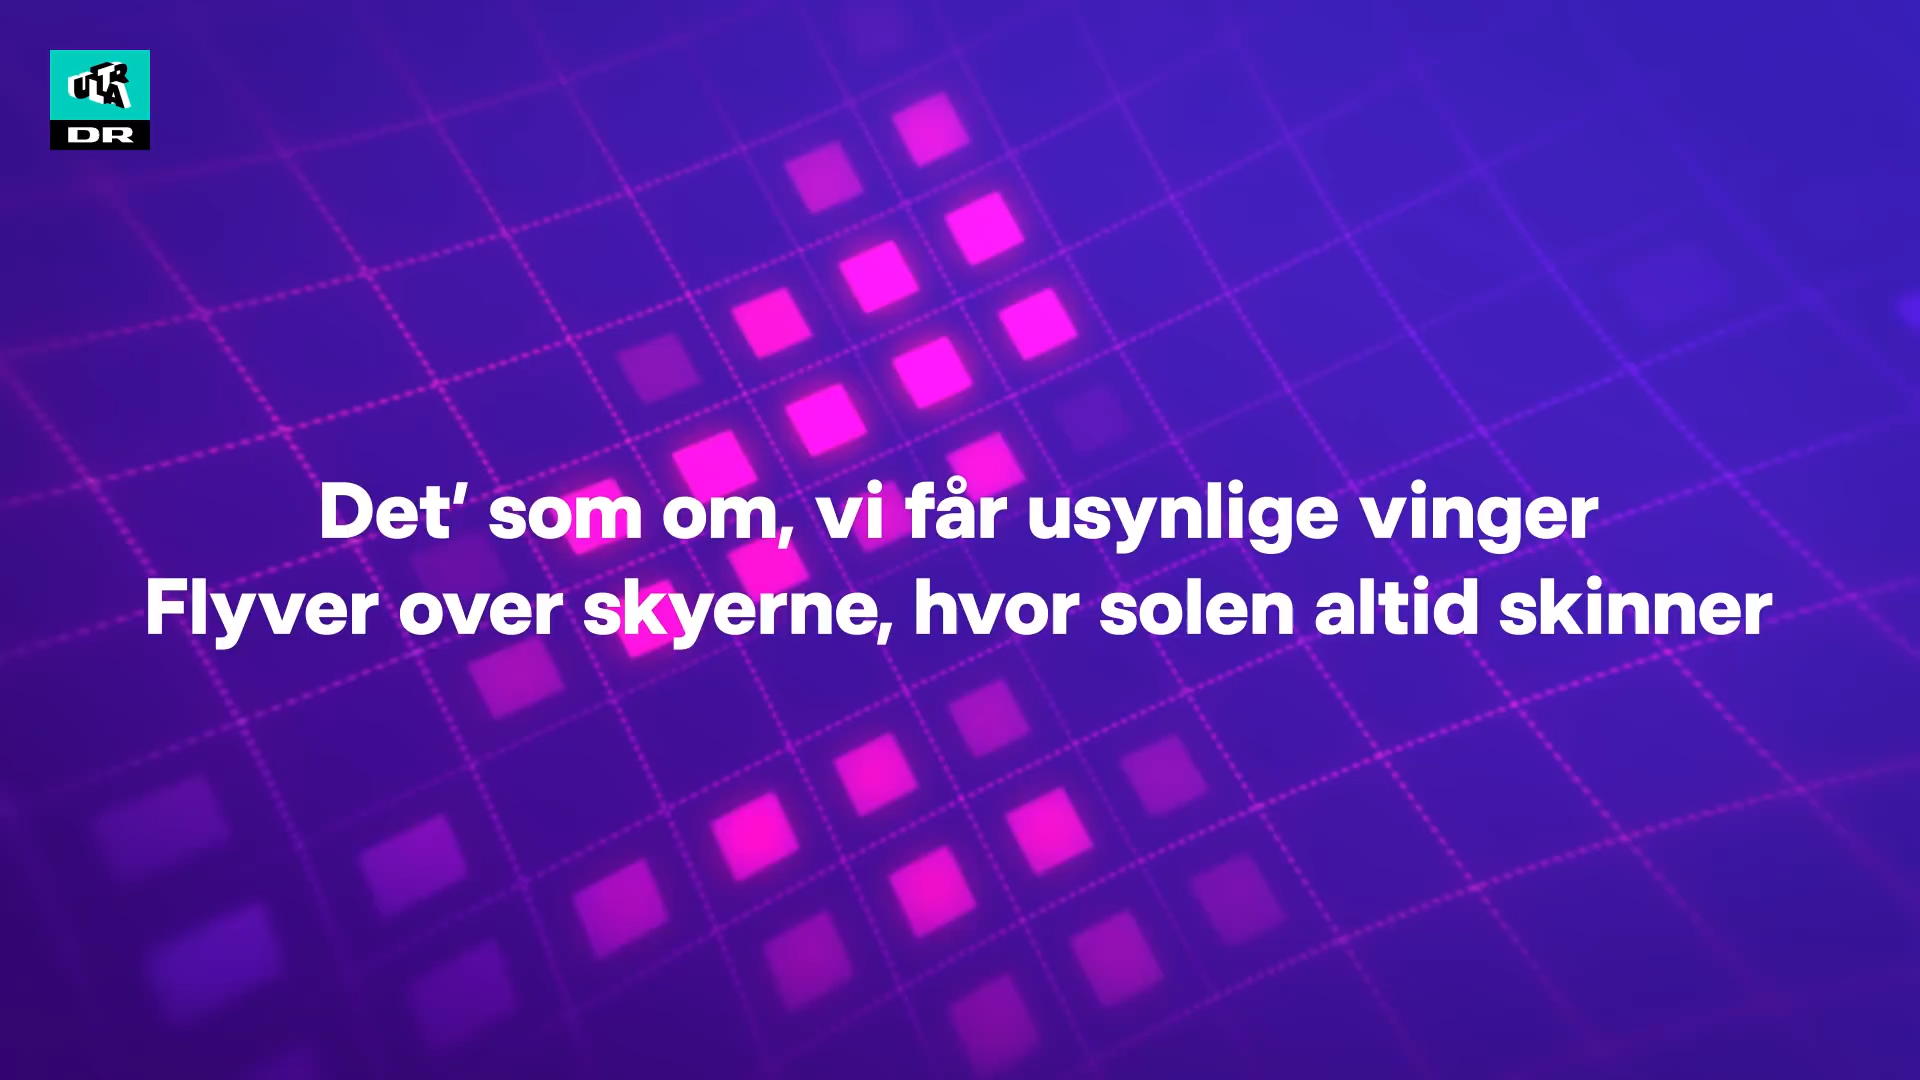 ULTRA
DR
Det' som om, vi får usynlige vinger
Flyver over skyerne, hvor solen altid skinner